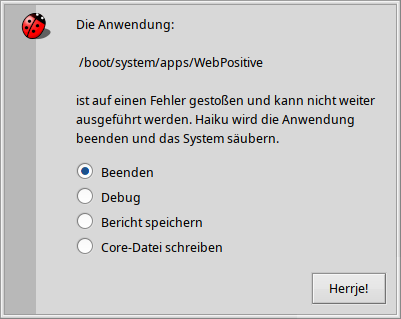 Die Anwendung:
/boot/system/apps/WebPositive
ist auf einen Fehler gestoßen und kann nicht weiter
ausgeführt werden. Haiku wird die Anwendung
beenden und das System säubern.
Beenden
Debug
Bericht speichern
Core-Datei schreiben
Herrje!